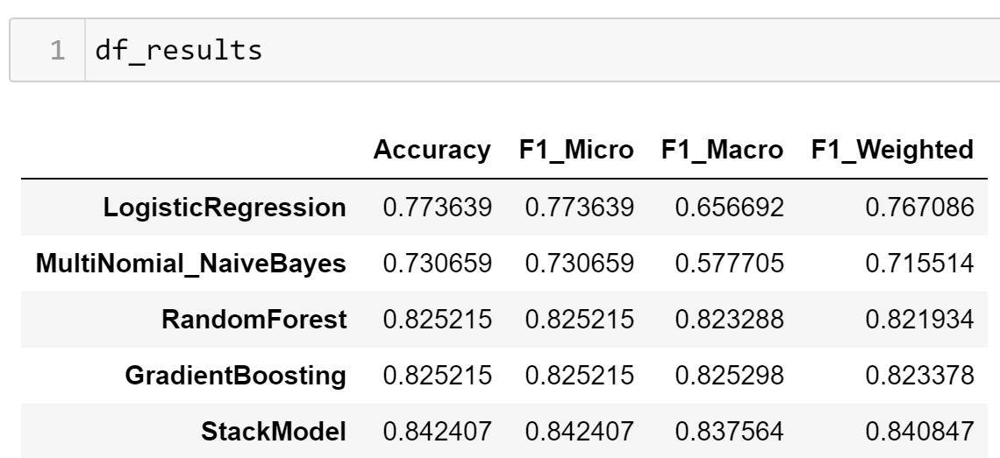 1 df_results
Accuracy F1_Micro F1_Macro F1_Weighted
LogisticRegression 0.773639 0.773639 0.656692 0.767086
MultiNomial_NaiveBayes 0.730659 0.730659 0.577705 0.715514
RandomForest 0.825215 0.825215 0.823288 0.821934
GradientBoosting 0.825215 0.825215 0.825298 0.823378
StackModel 0.842407 0.842407 0.837564 0.840847